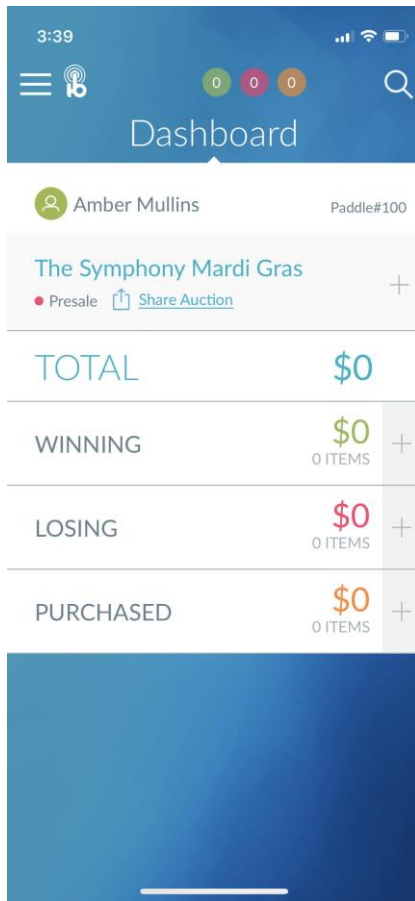 3:39
0 0 0
Dashboard
Amber Mullins Paddle#100
The Symphony Mardi Gras
Presale Share Auction
TOTAL $0
WINNING $0
0 ITEMS
LOSING $0
0 ITEMS
PURCHASED $0
0 ITEMS